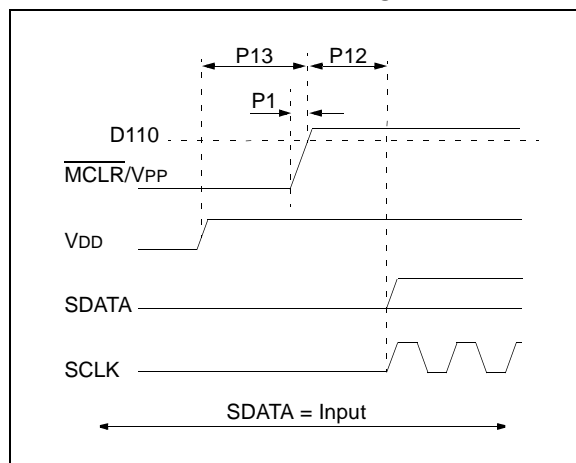 P13 P12
P1
D110
MCLR/VPP
VDD
SDATA
SCLK
SDATA = Input